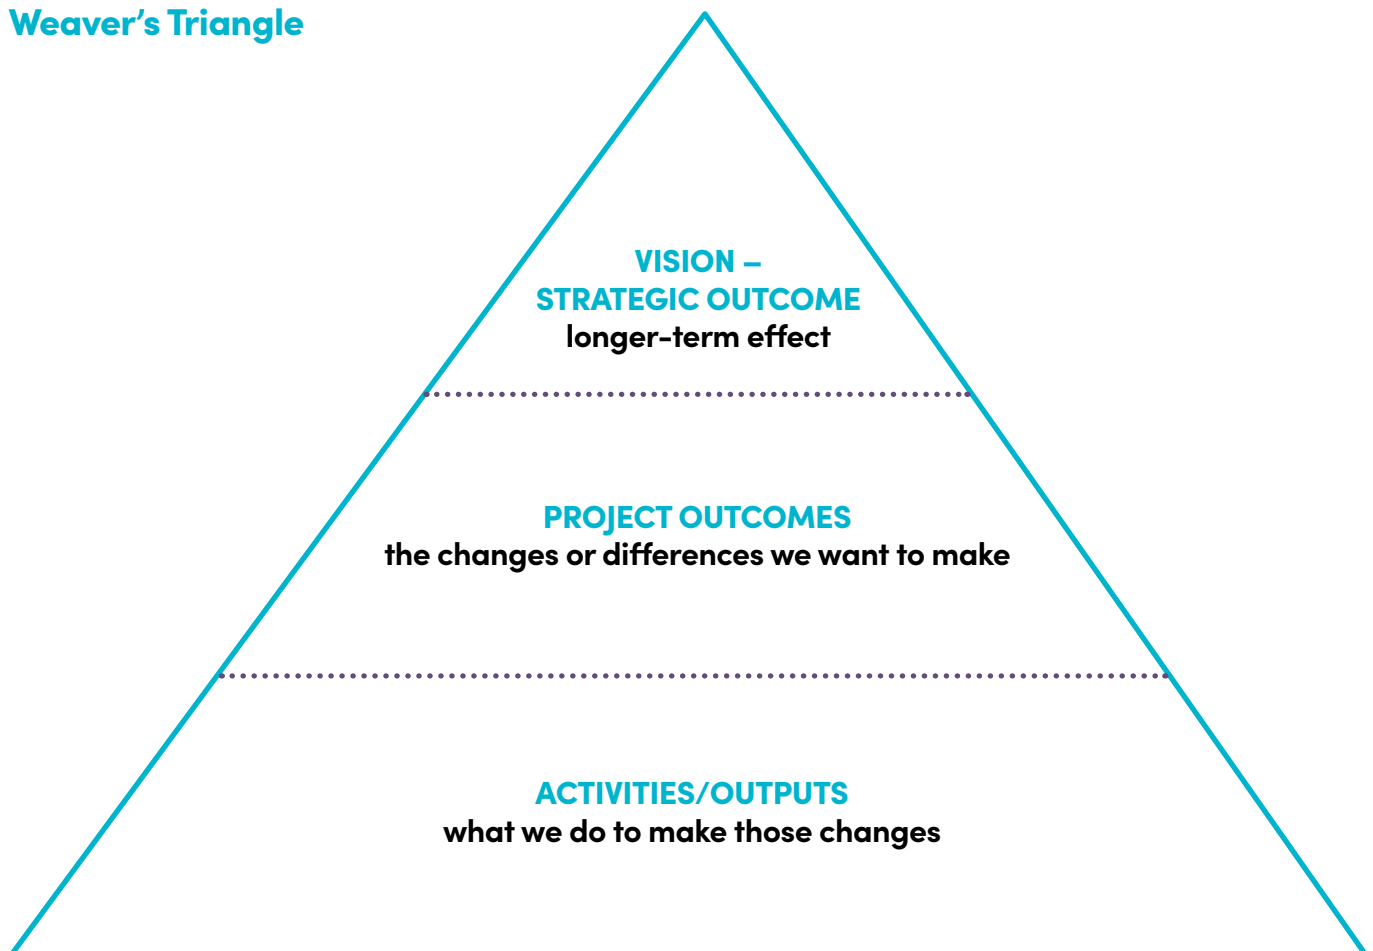 Weaver’s Triangle
VISION –
STRATEGIC OUTCOME
longer-term effect
PROJECT OUTCOMES
the changes or differences we want to make
ACTIVITIES/OUTPUTS
what we do to make those changes